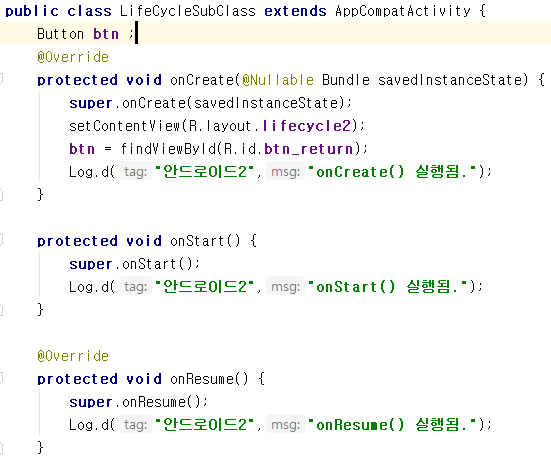 public class LifeCycleSubClass extends AppCompatActivity {
Button btn ;
@Override
protected void onCreate(@Nullable Bundle savedInstanceState) {
super.onCreate(savedInstanceState);
setContentView(R.layout.lifecycle2);
btn = findViewById(R.id.btn_return);
Log.d( tag: "안드로이드2", msg: "onCreate() 실행됨.");
}
protected void onStart() {
super.onStart();
Log.d( tag: "안드로이드2", msg: "onStart() 실행됨.");
}
@Override
protected void onResume() {
super.onResume();
Log.d( tag: "안드로이드2", msg: "onResume() 실행됨.");
}